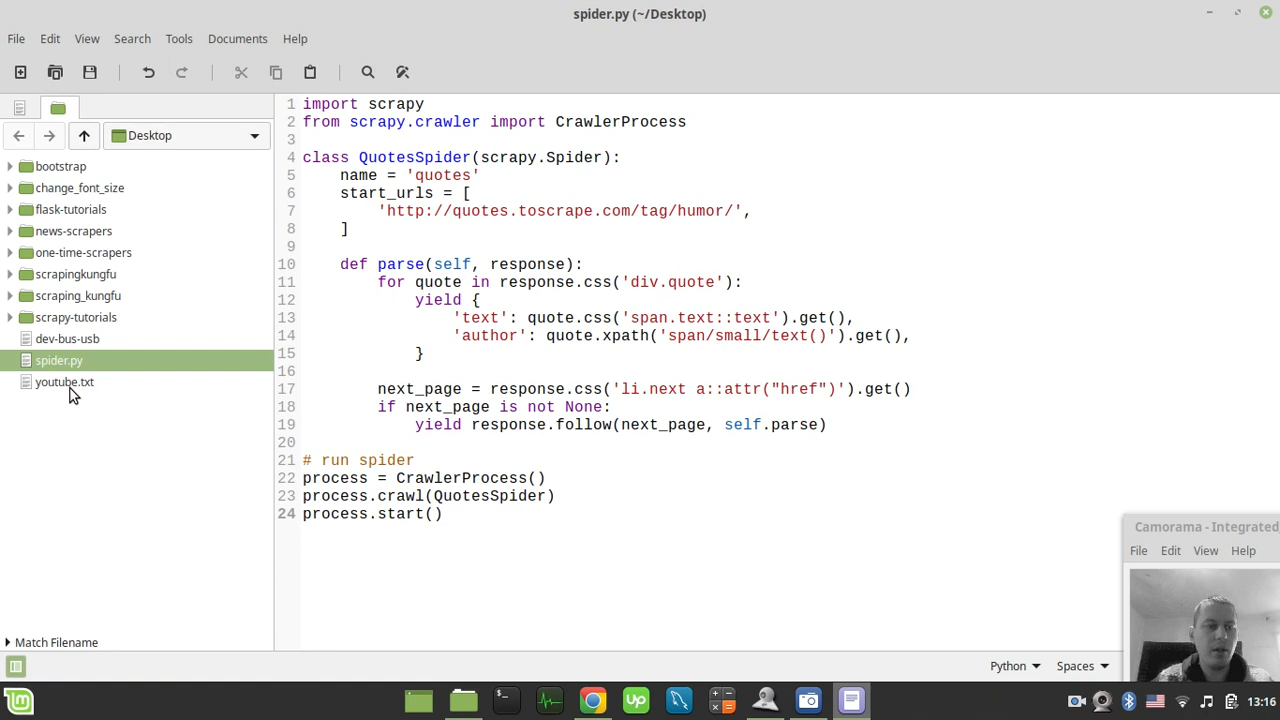 spider.py (~/Desktop)
File Edit View Search Tools Documents Help
Desktop
bootstrap
change_font_size
flask-tutorials
news-scrapers
one-time-scrapers
scrapingkungfu
scraping_kungfu
scrapy-tutorials
dev-bus-usb
spider.py
youtube.txt
Match Filename
1 import scrapy
2 from scrapy.crawler import CrawlerProcess
3
4 class QuotesSpider(scrapy.Spider):
5     name = 'quotes'
6     start_urls = [
7         'http://quotes.toscrape.com/tag/humor/',
8     ]
9
10     def parse(self, response):
11         for quote in response.css('div.quote'):
12             yield {
13                 'text': quote.css('span.text::text').get(),
14                 'author': quote.xpath('span/small/text()').get(),
15             }
16
17         next_page = response.css('li.next a::attr("href")').get()
18         if next_page is not None:
19             yield response.follow(next_page, self.parse)
20
21 # run spider
22 process = CrawlerProcess()
23 process.crawl(QuotesSpider)
24 process.start()
Camorama - Integrated
File Edit View Help
Python Spaces
lm
$_
Up
13:16